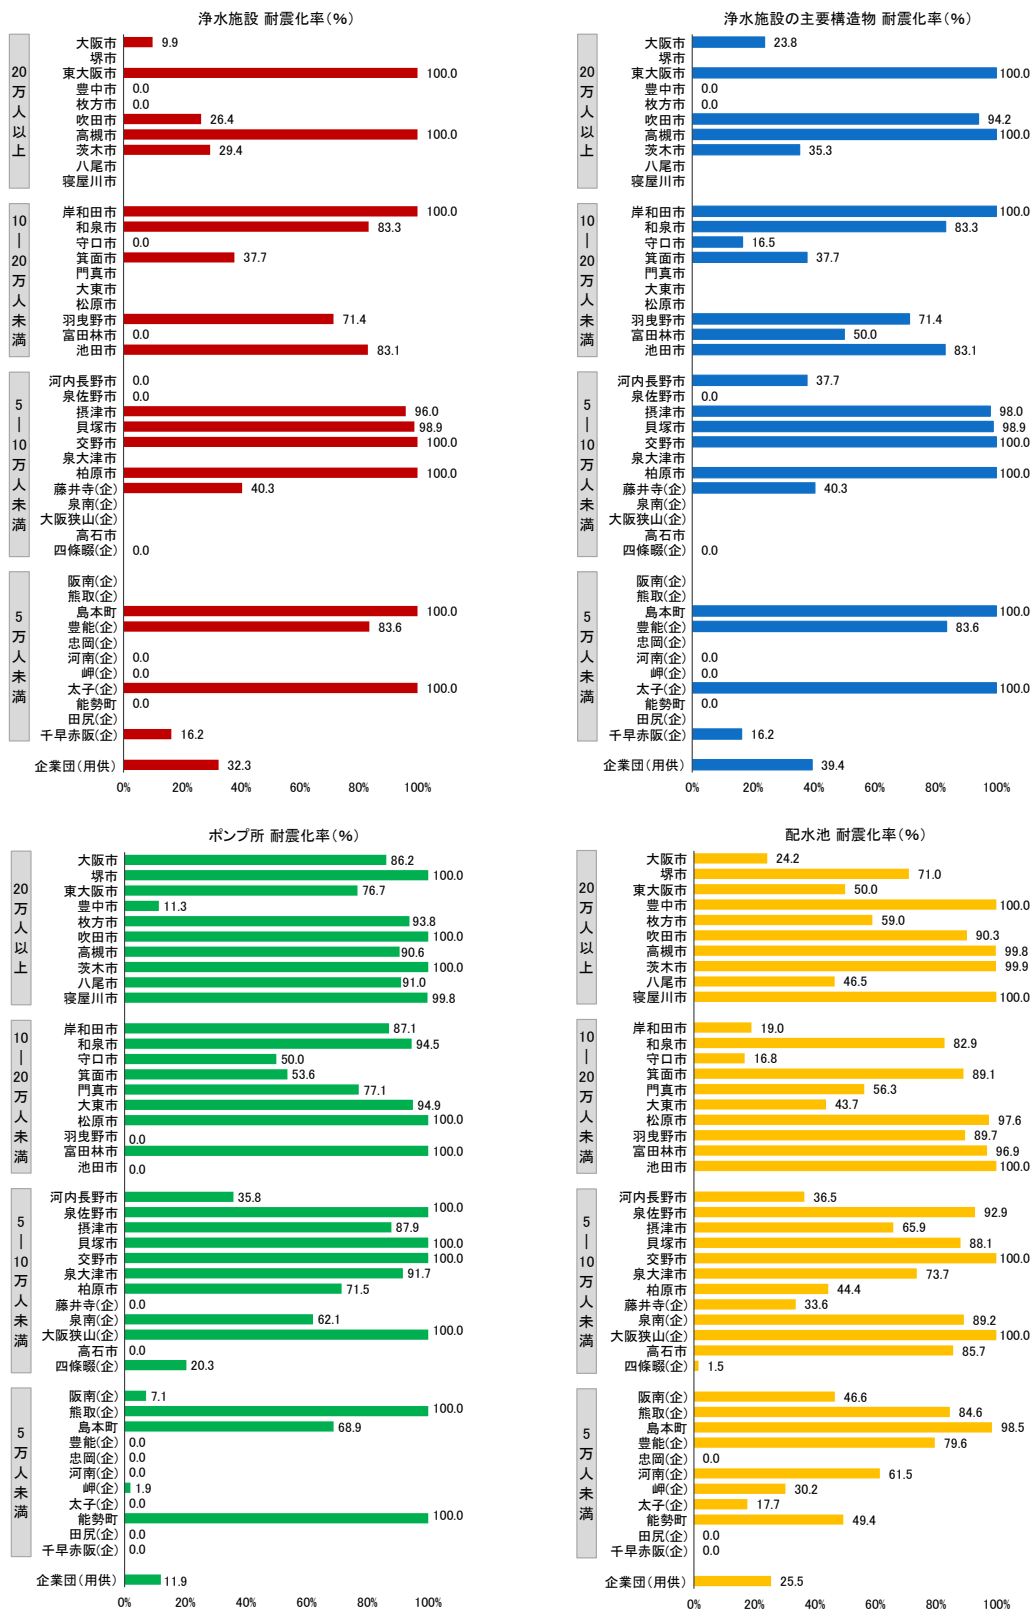 浄水施設 耐震化率(%)
20万人以上
大阪市 9.9
堺市
東大阪市 100.0
豊中市 0.0
枚方市 0.0
吹田市 26.4
高槻市 100.0
茨木市 29.4
八尾市
寝屋川市
10|20万人未満
岸和田市 100.0
和泉市 83.3
守口市 0.0
箕面市 37.7
門真市
大東市
松原市
羽曳野市 71.4
富田林市 0.0
池田市 83.1
5|10万人未満
河内長野市 0.0
泉佐野市 0.0
摂津市 96.0
貝塚市 98.9
交野市 100.0
泉大津市
柏原市 100.0
藤井寺(企) 40.3
泉南(企)
大阪狭山(企)
高石市
四條畷(企) 0.0
5万人未満
阪南(企)
熊取(企)
島本町 100.0
豊能(企) 83.6
忠岡(企)
河南(企) 0.0
岬(企) 0.0
太子(企) 100.0
能勢町 0.0
田尻(企)
千早赤阪(企) 16.2
企業団(用供) 32.3
0% 20% 40% 60% 80% 100%
浄水施設の主要構造物 耐震化率(%)
20万人以上
大阪市 23.8
堺市
東大阪市 100.0
豊中市 0.0
枚方市 0.0
吹田市 94.2
高槻市 100.0
茨木市 35.3
八尾市
寝屋川市
10|20万人未満
岸和田市 100.0
和泉市 83.3
守口市 16.5
箕面市 37.7
門真市
大東市
松原市
羽曳野市 71.4
富田林市 50.0
池田市 83.1
5|10万人未満
河内長野市 37.7
泉佐野市 0.0
摂津市 98.0
貝塚市 98.9
交野市 100.0
泉大津市
柏原市 100.0
藤井寺(企) 40.3
泉南(企)
大阪狭山(企)
高石市
四條畷(企) 0.0
5万人未満
阪南(企)
熊取(企)
島本町 100.0
豊能(企) 83.6
忠岡(企)
河南(企) 0.0
岬(企) 0.0
太子(企) 100.0
能勢町 0.0
田尻(企)
千早赤阪(企) 16.2
企業団(用供) 39.4
0% 20% 40% 60% 80% 100%
ポンプ所 耐震化率(%)
20万人以上
大阪市 86.2
堺市 100.0
東大阪市 76.7
豊中市 11.3
枚方市 93.8
吹田市 100.0
高槻市 90.6
茨木市 100.0
八尾市 91.0
寝屋川市 99.8
10|20万人未満
岸和田市 87.1
和泉市 94.5
守口市 50.0
箕面市 53.6
門真市 77.1
大東市 94.9
松原市 100.0
羽曳野市 0.0
富田林市 100.0
池田市 0.0
5|10万人未満
河内長野市 35.8
泉佐野市 100.0
摂津市 87.9
貝塚市 100.0
交野市 100.0
泉大津市 91.7
柏原市 71.5
藤井寺(企) 0.0
泉南(企) 62.1
大阪狭山(企) 100.0
高石市 0.0
四條畷(企) 20.3
5万人未満
阪南(企) 7.1
熊取(企) 100.0
島本町 68.9
豊能(企) 0.0
忠岡(企) 0.0
河南(企) 0.0
岬(企) 1.9
太子(企) 0.0
能勢町 100.0
田尻(企) 0.0
千早赤阪(企) 0.0
企業団(用供) 11.9
0% 20% 40% 60% 80% 100%
配水池 耐震化率(%)
20万人以上
大阪市 24.2
堺市 71.0
東大阪市 50.0
豊中市 100.0
枚方市 59.0
吹田市 90.3
高槻市 99.8
茨木市 99.9
八尾市 46.5
寝屋川市 100.0
10|20万人未満
岸和田市 19.0
和泉市 82.9
守口市 16.8
箕面市 89.1
門真市 56.3
大東市 43.7
松原市 97.6
羽曳野市 89.7
富田林市 96.9
池田市 100.0
5|10万人未満
河内長野市 36.5
泉佐野市 92.9
摂津市 65.9
貝塚市 88.1
交野市 100.0
泉大津市 73.7
柏原市 44.4
藤井寺(企) 33.6
泉南(企) 89.2
大阪狭山(企) 100.0
高石市 85.7
四條畷(企) 1.5
5万人未満
阪南(企) 46.6
熊取(企) 84.6
島本町 98.5
豊能(企) 79.6
忠岡(企) 0.0
河南(企) 61.5
岬(企) 30.2
太子(企) 17.7
能勢町 49.4
田尻(企) 0.0
千早赤阪(企) 0.0
企業団(用供) 25.5
0% 20% 40% 60% 80% 100%